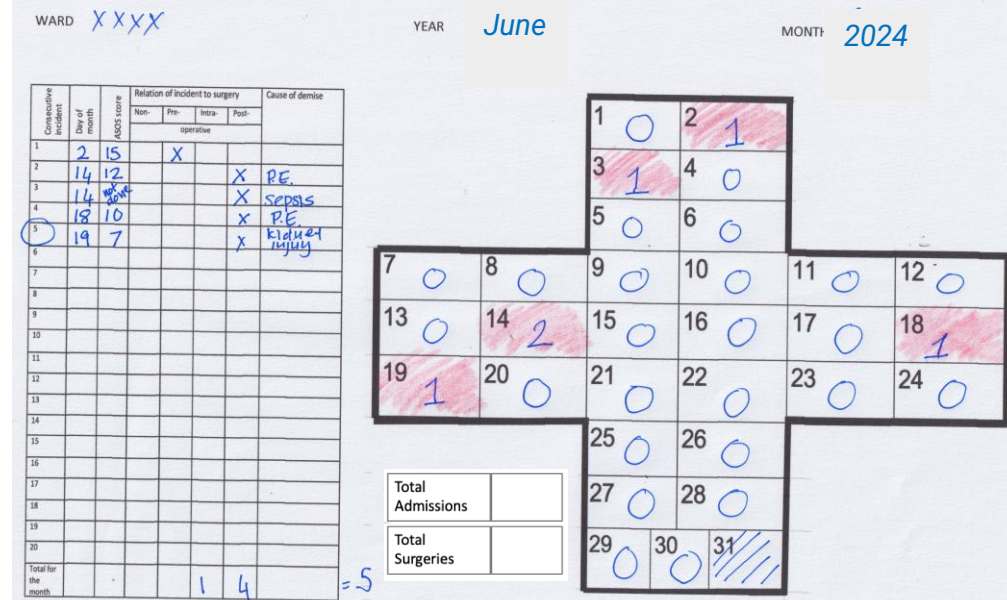 WARD XXXX
YEAR June
MONTH 2024
Consecutive incident
Day of month
ASOS score
Relation of incident to surgery
Cause of demise
Non- Pre- Intra- Post-
operative
1 2 15 X
2 14 12 X P.E.
3 14 not done X sepsis
4 18 10 X P.E.
5 19 7 X kidney injury
6
7
8
9
10
11
12
13
14
15
16
17
18
19
20
Total for the month 1 4 =5
1 0 2 1
3 1 4 0
5 0 6 0
7 0 8 0 9 0 10 0 11 0 12 0
13 0 14 2 15 0 16 0 17 0 18 1
19 1 20 0 21 0 22 0 23 0 24 0
25 0 26 0
27 0 28 0
29 0 30 0 31
Total Admissions
Total Surgeries